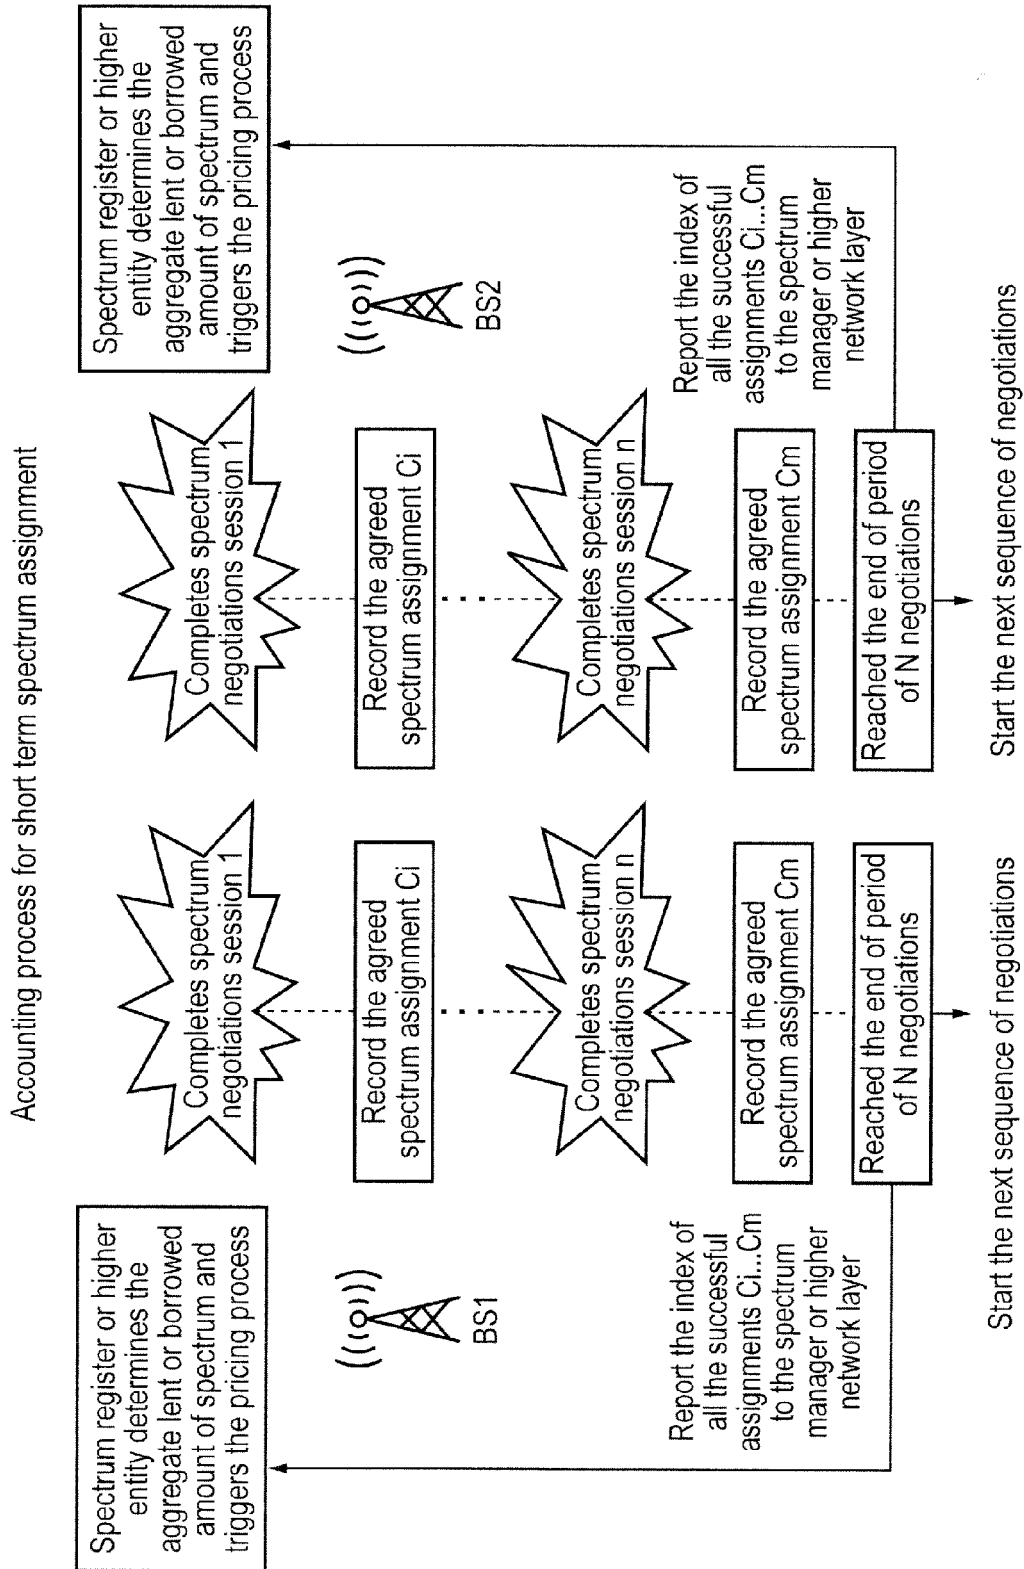 Accounting process for short term spectrum assignment
Spectrum register or higher
entity determines the
aggregate lent or borrowed
amount of spectrum and
triggers the pricing process
BS1
Report the index of
all the successful
assignments Ci...Cm
to the spectrum
manager or higher
network layer
Completes spectrum
negotiations session 1
Record the agreed
spectrum assignment Ci
Completes spectrum
negotiations session n
Record the agreed
spectrum assignment Cm
Reached the end of period
of N negotiations
Start the next sequence of negotiations
Completes spectrum
negotiations session 1
Record the agreed
spectrum assignment Ci
Completes spectrum
negotiations session n
Record the agreed
spectrum assignment Cm
Reached the end of period
of N negotiations
Start the next sequence of negotiations
Spectrum register or higher
entity determines the
aggregate lent or borrowed
amount of spectrum and
triggers the pricing process
BS2
Report the index of
all the successful
assignments Ci...Cm
to the spectrum
manager or higher
network layer